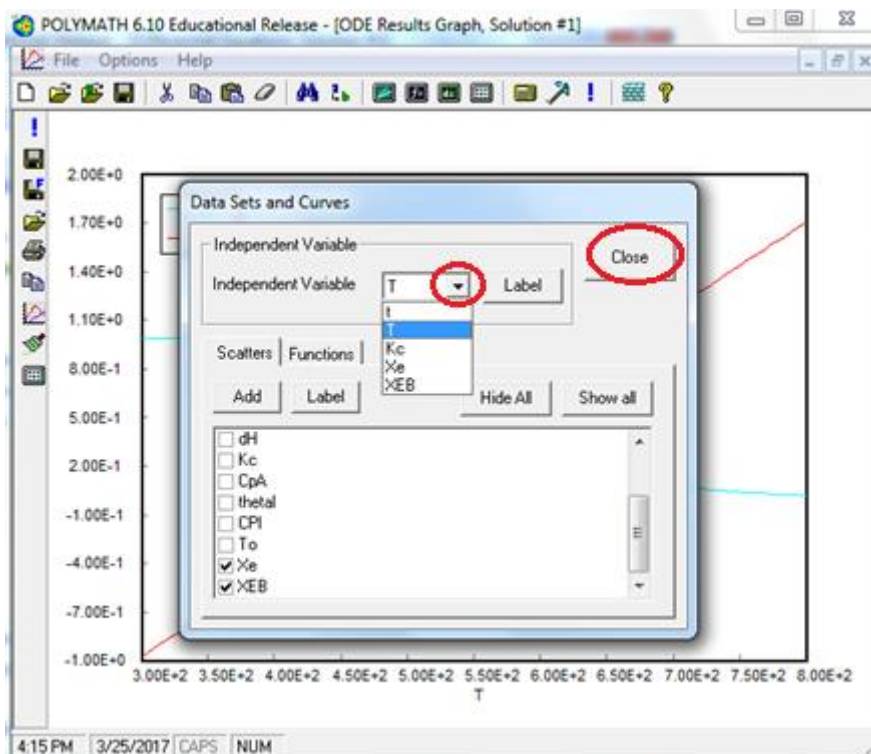 POLYMATH 6.10 Educational Release - [ODE Results Graph, Solution #1]
File Options Help
2.00E+0
1.70E+0
1.40E+0
1.10E+0
8.00E-1
5.00E-1
2.00E-1
-1.00E-1
-4.00E-1
-7.00E-1
-1.00E+0
Data Sets and Curves
Independent Variable
Independent Variable T Label
Close
t
T
Kc
Xe
XEB
Scatters Functions
Add Label Hide All Show all
dH
Kc
CpA
thetaI
CPI
To
Xe
XEB
3.00E+2 3.50E+2 4.00E+2 4.50E+2 5.00E+2 5.50E+2 6.00E+2 6.50E+2 7.00E+2 7.50E+2 8.00E+2
T
4:15 PM 3/25/2017 CAPS NUM